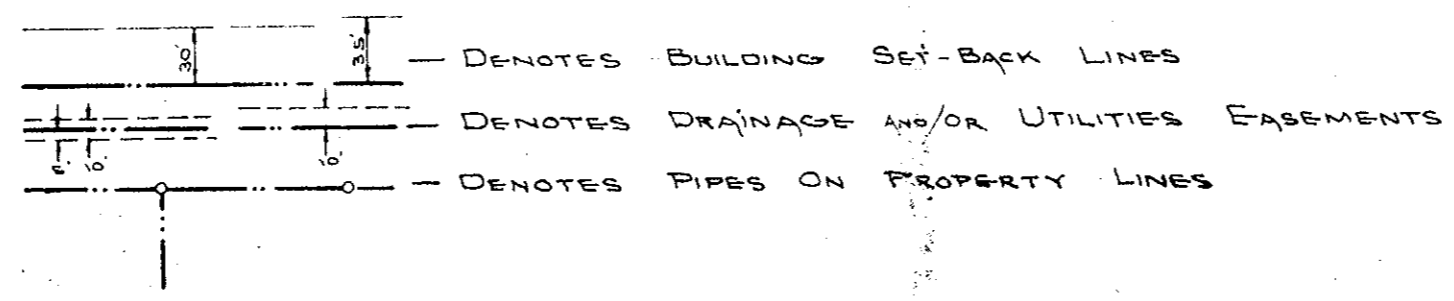 30' 35' — DENOTES BUILDING SET-BACK LINES
5' 10' 10' — DENOTES DRAINAGE AND/OR UTILITIES EASEMENTS
— DENOTES PIPES ON PROPERTY LINES